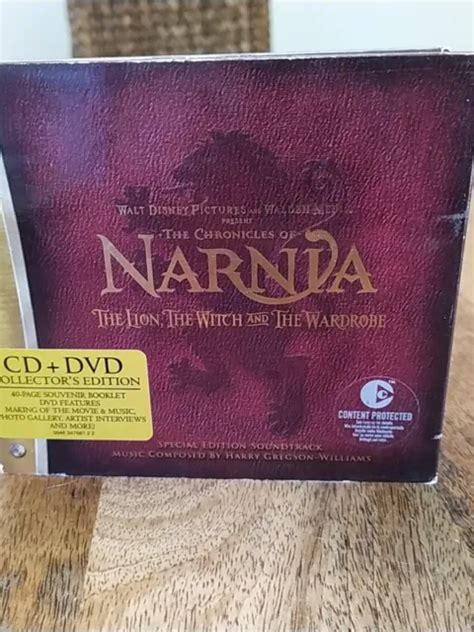 WALT DISNEY PICTURES AND WALDEN MEDIA
PRESENT
THE CHRONICLES OF
NARNIA
THE LION, THE WITCH AND THE WARDROBE
CD + DVD
COLLECTOR'S EDITION
40-PAGE SOUVENIR BOOKLET
DVD FEATURES
MAKING OF THE MOVIE & MUSIC,
PHOTO GALLERY, ARTIST INTERVIEWS
AND MORE!
CONTENT PROTECTED
SPECIAL EDITION SOUNDTRACK
MUSIC COMPOSED BY HARRY GREGSON-WILLIAMS